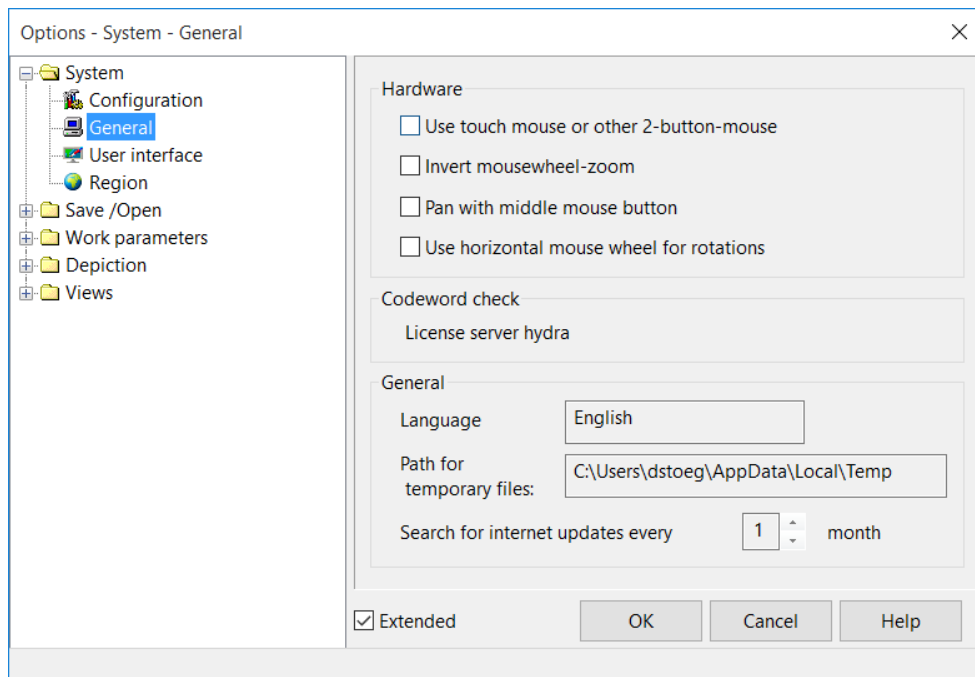 Options - System - General
System
Configuration
General
User interface
Region
Save /Open
Work parameters
Depiction
Views
Hardware
Use touch mouse or other 2-button-mouse
Invert mousewheel-zoom
Pan with middle mouse button
Use horizontal mouse wheel for rotations
Codeword check
License server hydra
General
Language
English
Path for
temporary files:
C:\Users\dstoeg\AppData\Local\Temp
Search for internet updates every
1
month
Extended
OK
Cancel
Help